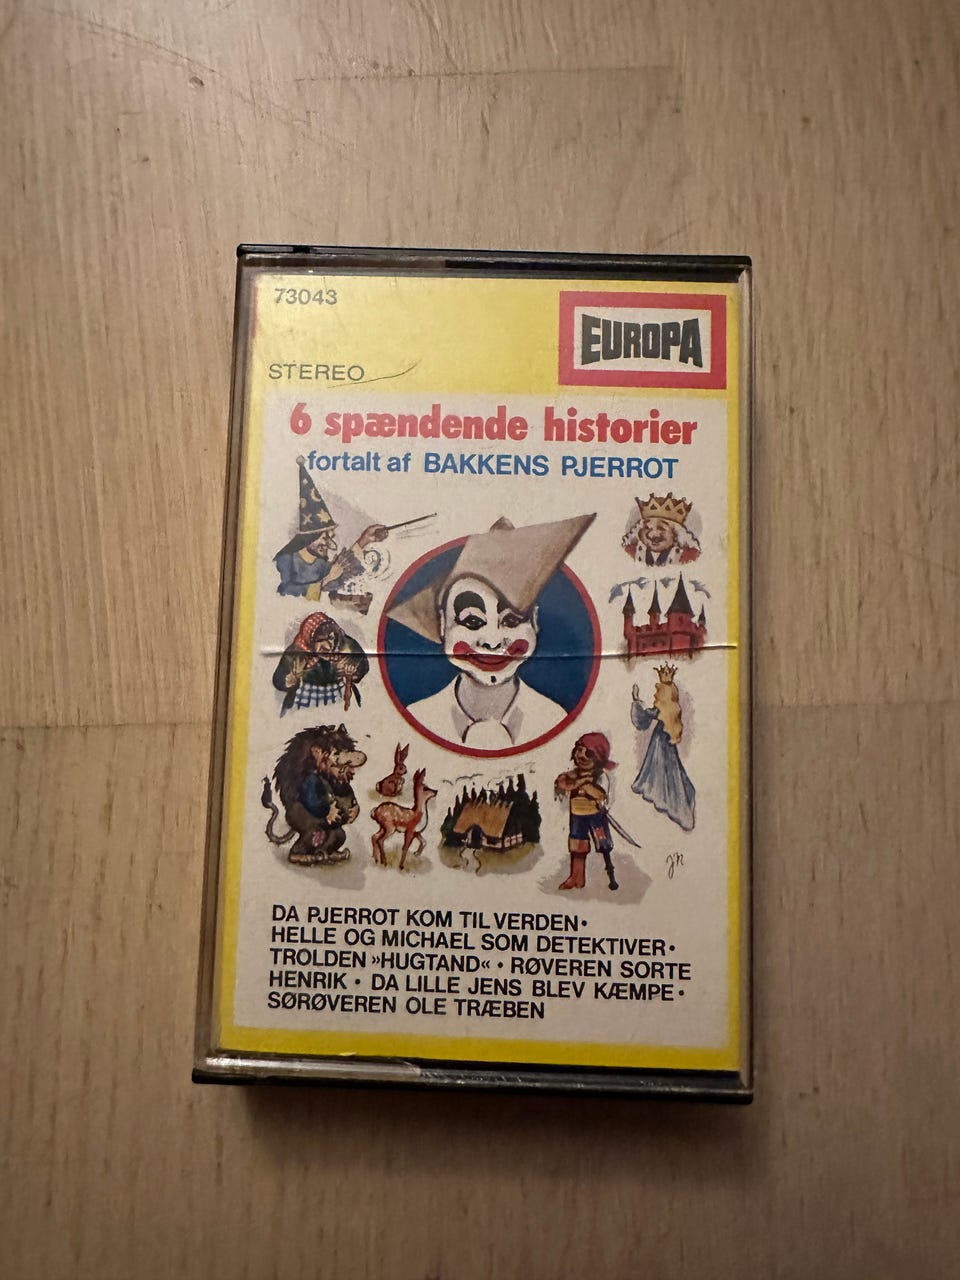 73043
EUROPA
STEREO
6 spændende historier
fortalt af BAKKENS PJERROT
DA PJERROT KOM TIL VERDEN•
HELLE OG MICHAEL SOM DETEKTIVER•
TROLDEN »HUGTAND« • RØVEREN SORTE
HENRIK • DA LILLE JENS BLEV KÆMPE•
SØRØVEREN OLE TRÆBEN